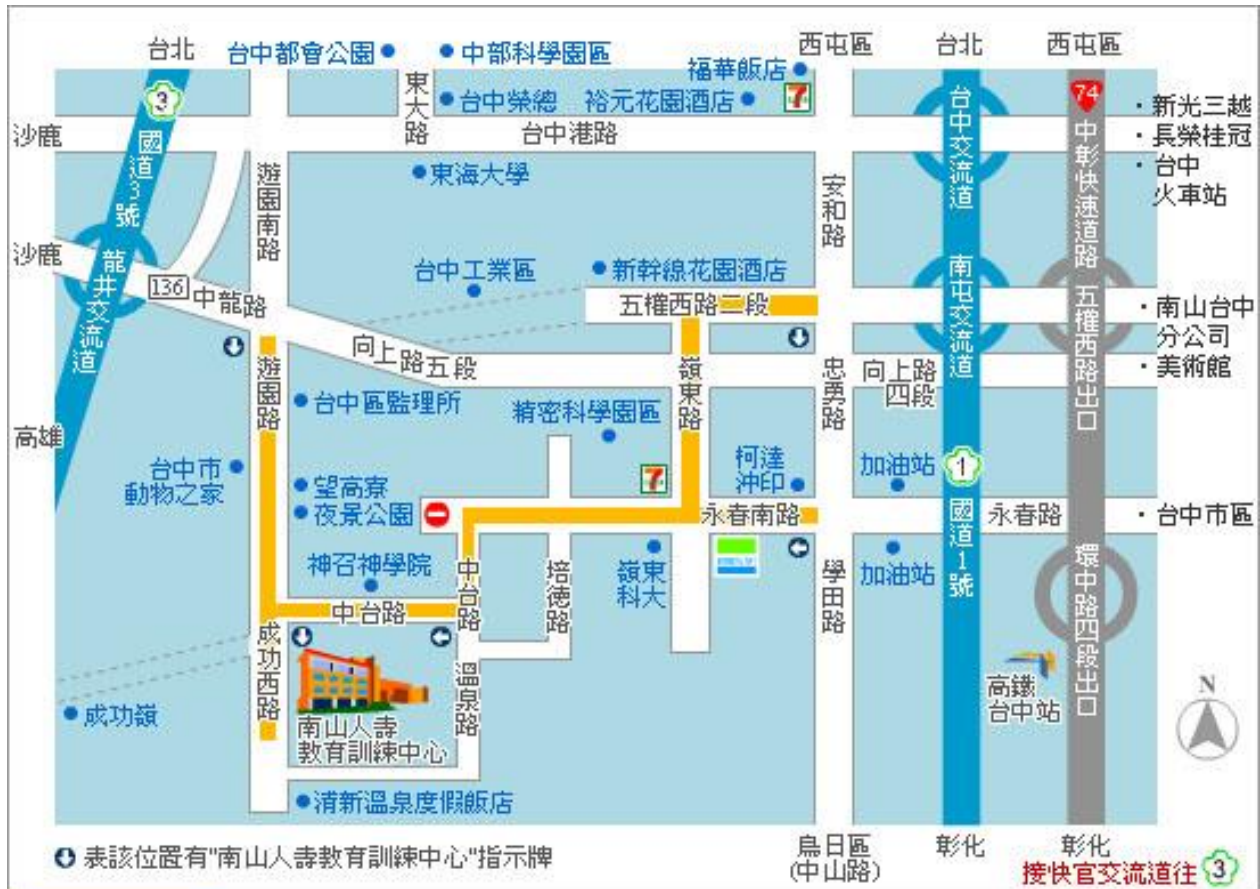 台北
台中都會公園
中部科學園區
西屯區
台北
西屯區
福華飯店
3
東大路
台中榮總
裕元花園酒店
7
74
新光三越
長榮桂冠
台中
火車站
沙鹿
台中港路
國道3號
遊園南路
東海大學
安和路
台中交流道
中彰快速道路
沙鹿
136
中龍路
台中工業區
新幹線花園酒店
五權西路二段
龍井交流道
南屯交流道
五權西路出口
南山台中
分公司
美術館
向上路五段
嶺東路
忠勇路
向上路
四段
遊園路
台中區監理所
精密科學園區
高雄
台中市
動物之家
望高寮
夜景公園
7
柯達
沖印
加油站
1
國道1號
永春南路
永春路
台中市區
神召神學院
中台路
中台路
培德路
嶺東
科大
學田路
加油站
環中路四段出口
成功西路
溫泉路
成功嶺
南山人壽
教育訓練中心
高鐵
台中站
N
清新溫泉度假飯店
表該位置有"南山人壽教育訓練中心"指示牌
烏日區
(中山路)
彰化
彰化
接快官交流道往 3